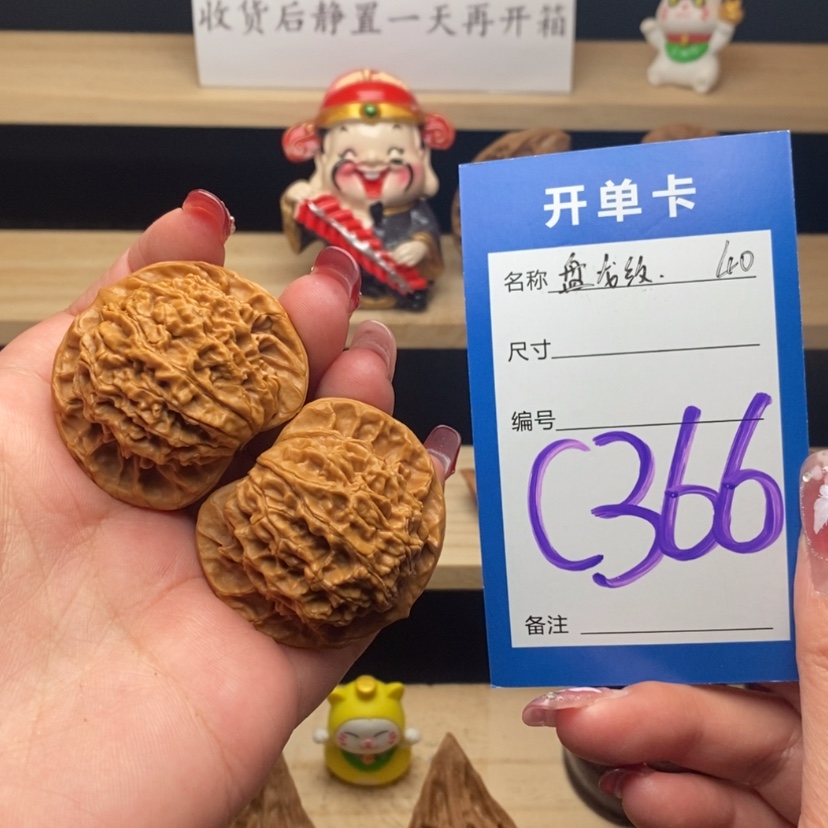 收货后静置一天再开箱
开单卡
名称 盘龙纹. 40
尺寸
编号
C366
备注